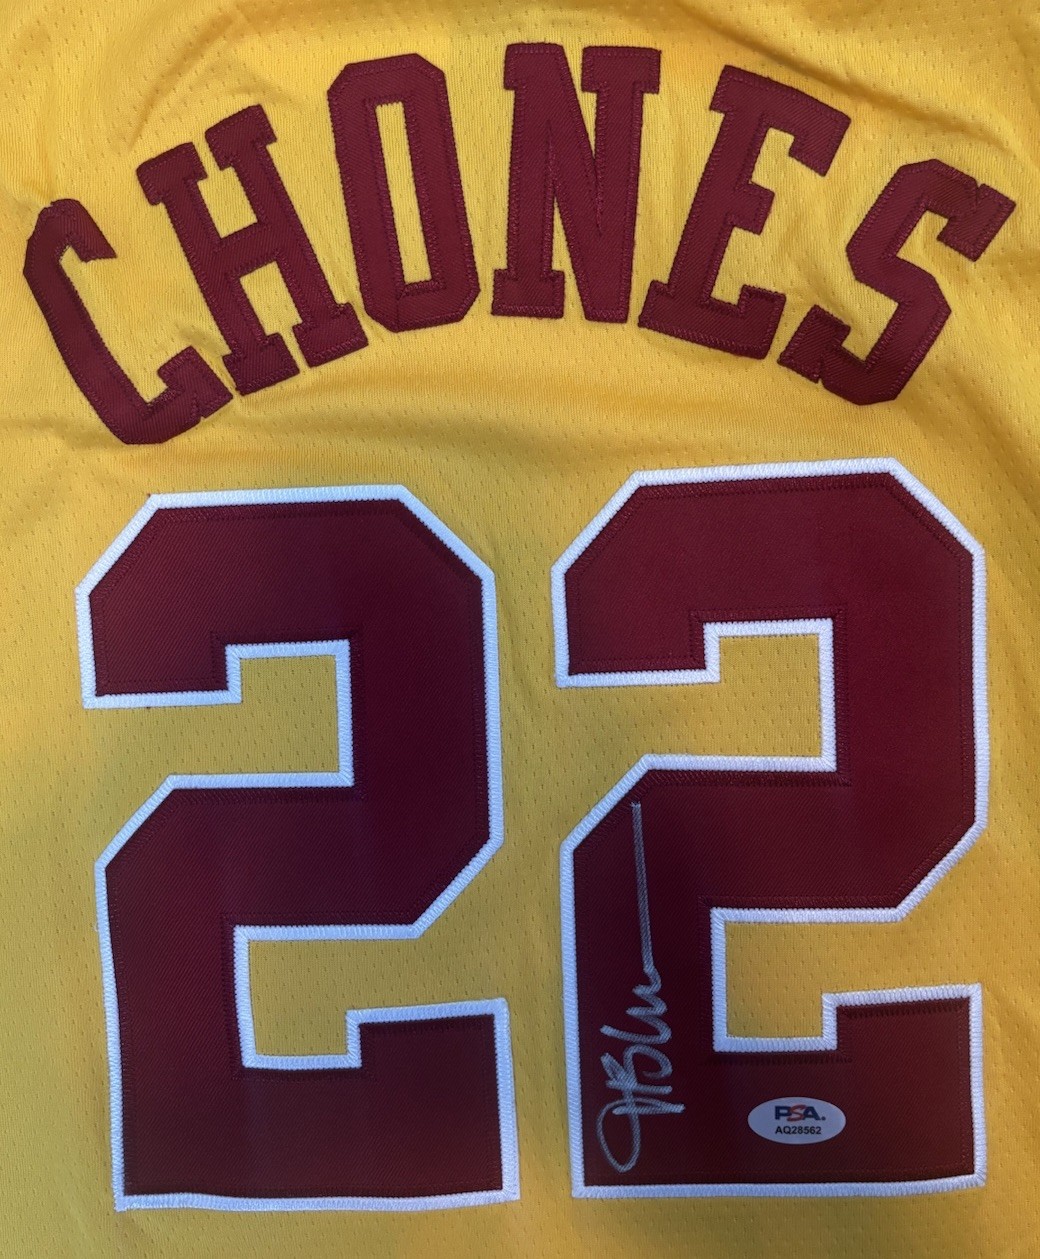 CHONES
22
PSA.
AQ28562